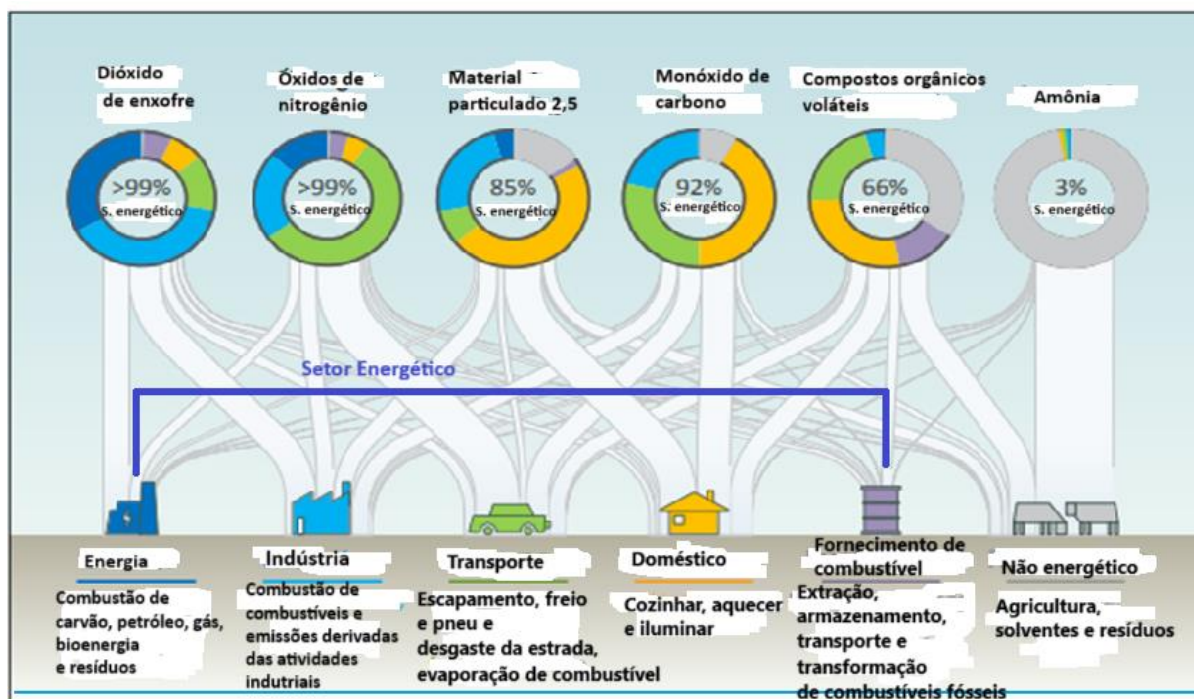 Dióxido
de enxofre
Óxidos de
nitrogênio
Material
particulado 2,5
Monóxido de
carbono
Compostos orgânicos
voláteis
Amônia
>99%
S. energético
>99%
S. energético
85%
S. energético
92%
S. energético
66%
S. energético
3%
S. energético
Setor Energético
Energia
Combustão de
carvão, petróleo, gás,
bioenergia
e resíduos
Indústria
Combustão de
combustíveis e
emissões derivadas
das atividades
indutriais
Transporte
Escapamento, freio
e pneu e
desgaste da estrada,
evaporação de combustível
Doméstico
Cozinhar, aquecer
e iluminar
Fornecimento de
combustível
Extração,
armazenamento,
transporte e
transformação
de combustíveis fósseis
Não energético
Agricultura,
solventes e resíduos